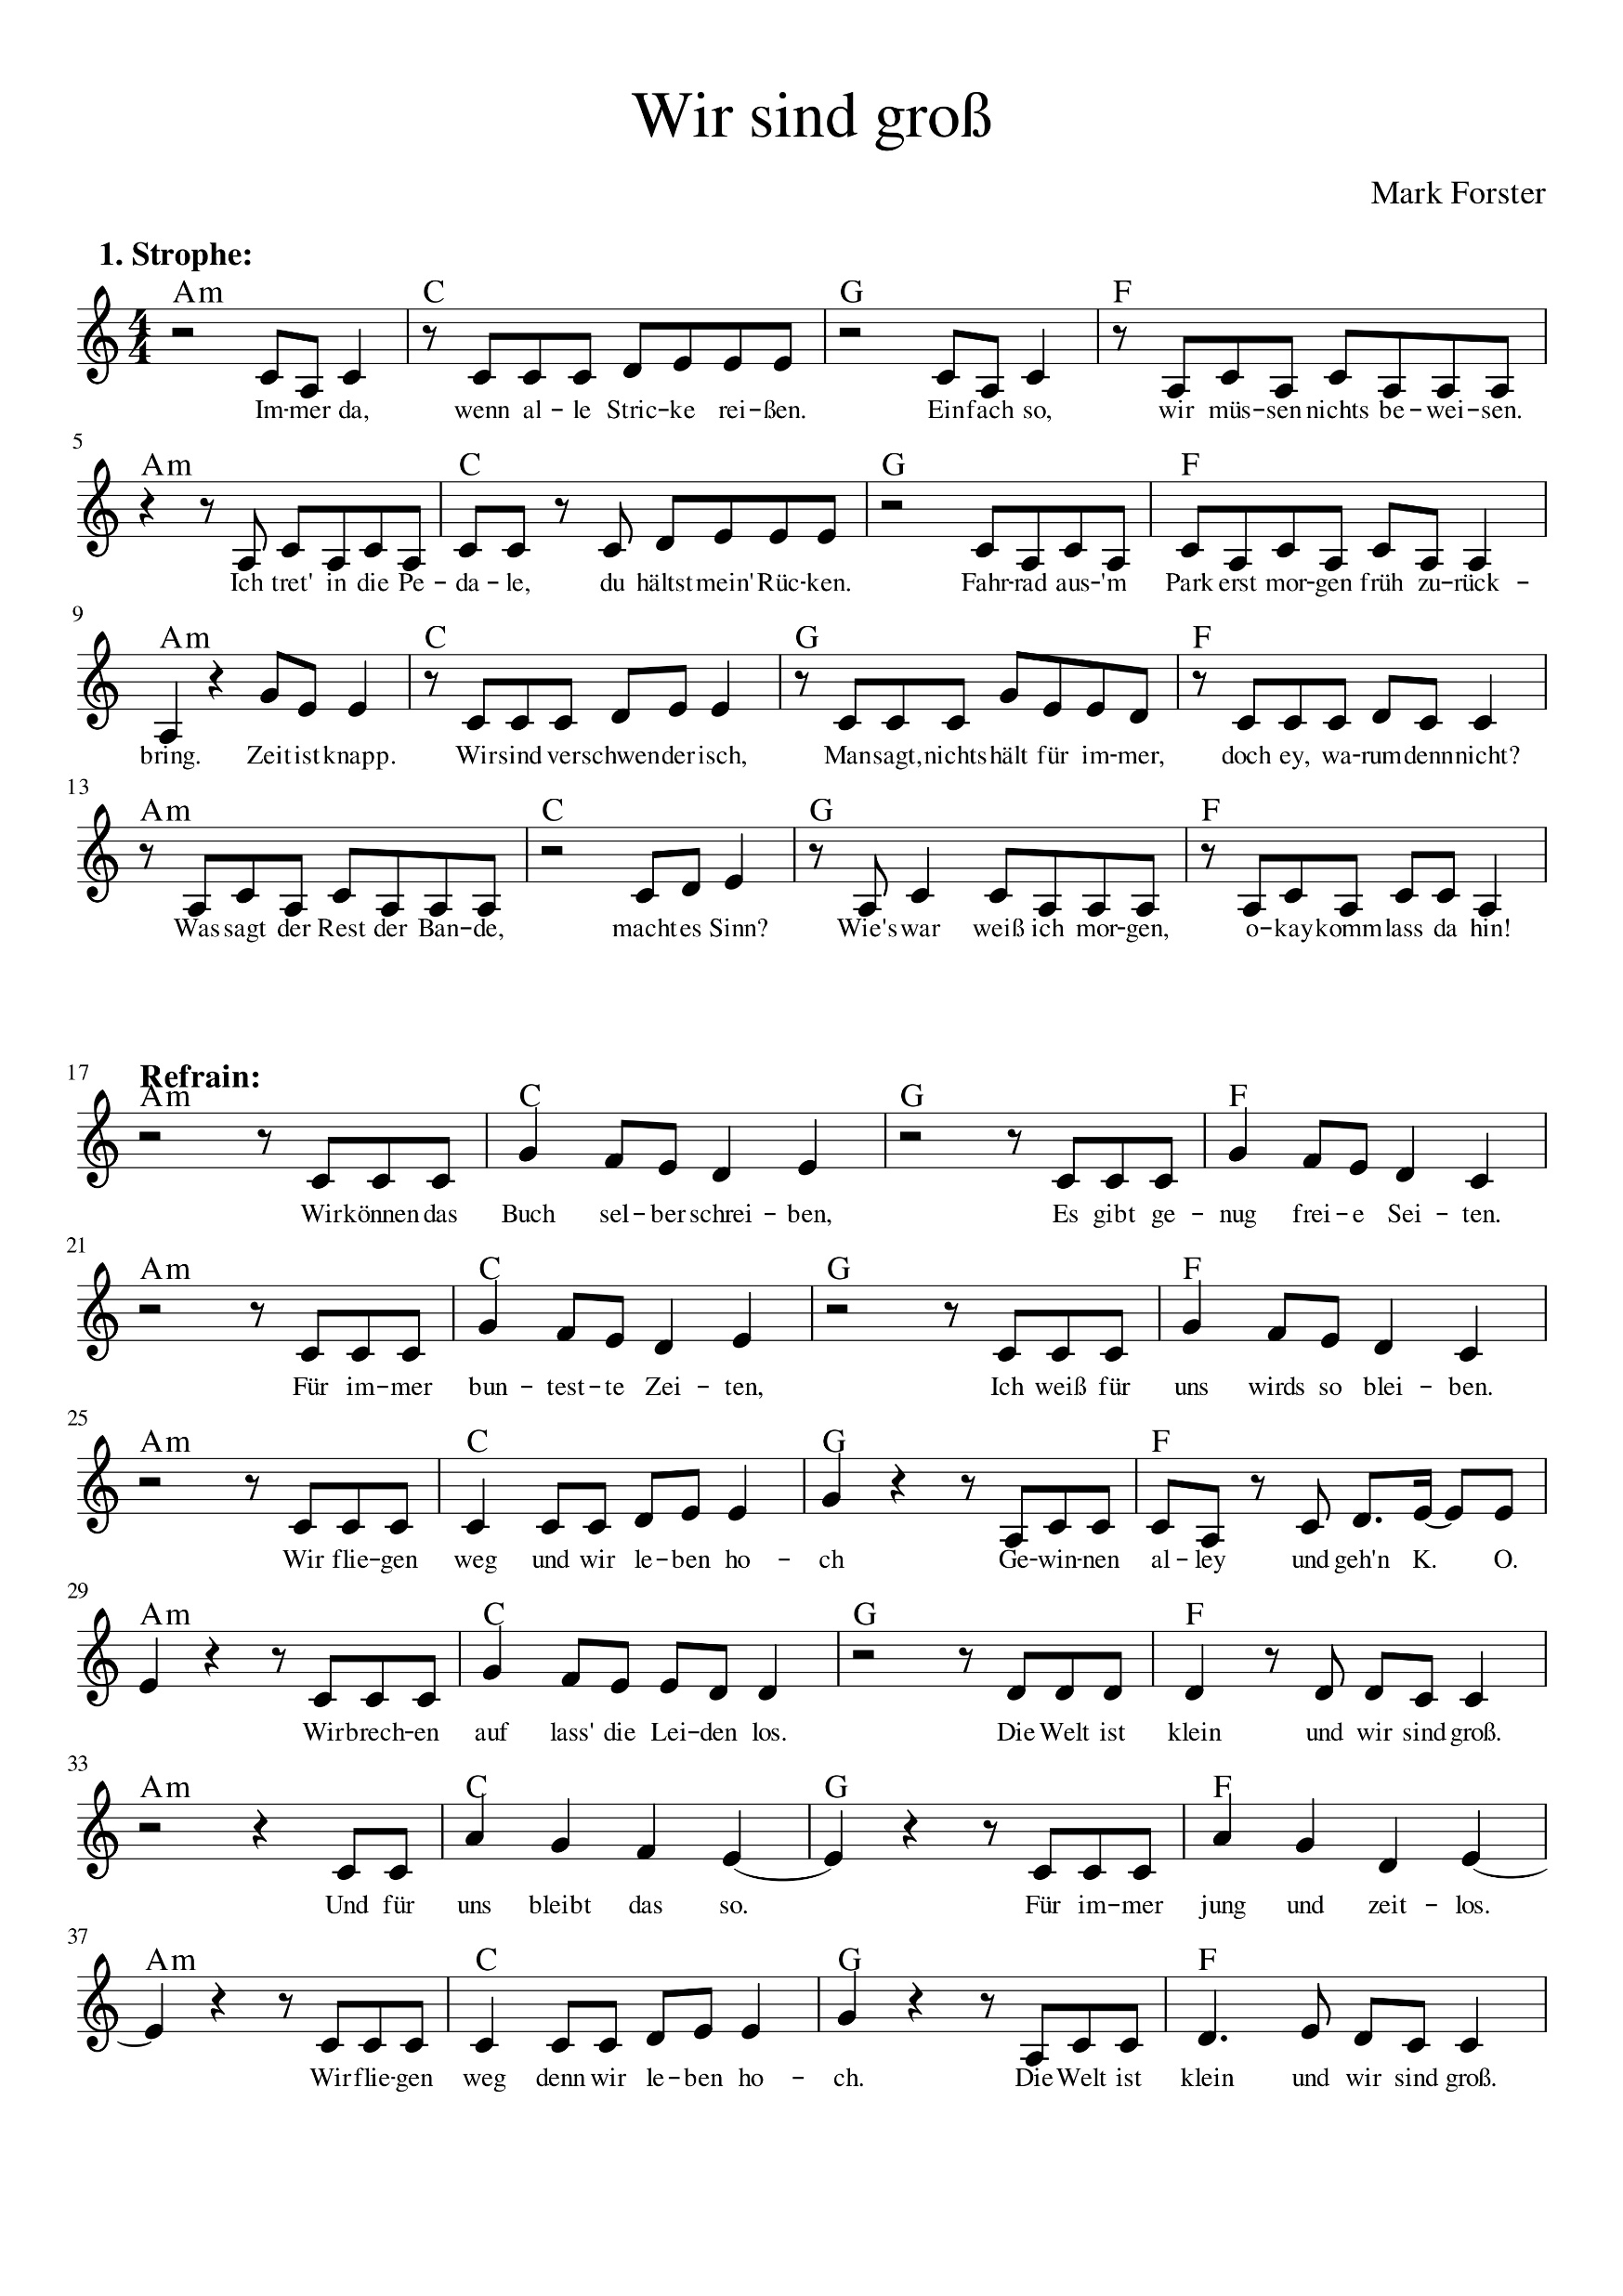 Wir sind groß
Mark Forster
1. Strophe:
Am C G F
Im-mer da, wenn al-le Stric-ke rei-ßen. Einfach so, wir müs-sen nichts be-wei-sen.
5
Am C G F
Ich tret' in die Pe-da-le, du hältst mein' Rüc-ken. Fahr-rad aus-'m Park erst mor-gen früh zu-rück-
9
Am C G F
bring. Zeit ist knapp. Wir sind verschwenderisch, Man sagt, nichts hält für im-mer, doch ey, wa-rum denn nicht?
13
Am C G F
Was sagt der Rest der Ban-de, macht es Sinn? Wie's war weiß ich mor-gen, o-kay komm lass da hin!
17
Refrain:
Am C G F
Wir können das Buch sel-ber schrei-ben, Es gibt ge-nug frei-e Sei-ten.
21
Am C G F
Für im-mer bun-test-te Zei-ten, Ich weiß für uns wirds so blei-ben.
25
Am C G F
Wir flie-gen weg und wir le-ben ho-ch Ge-win-nen al-ley und geh'n K. O.
29
Am C G F
Wir brech-en auf lass' die Lei-den los. Die Welt ist klein und wir sind groß.
33
Am C G F
Und für uns bleibt das so. Für im-mer jung und zeit-los.
37
Am C G F
Wir flie-gen weg denn wir le-ben ho-ch. Die Welt ist klein und wir sind groß.